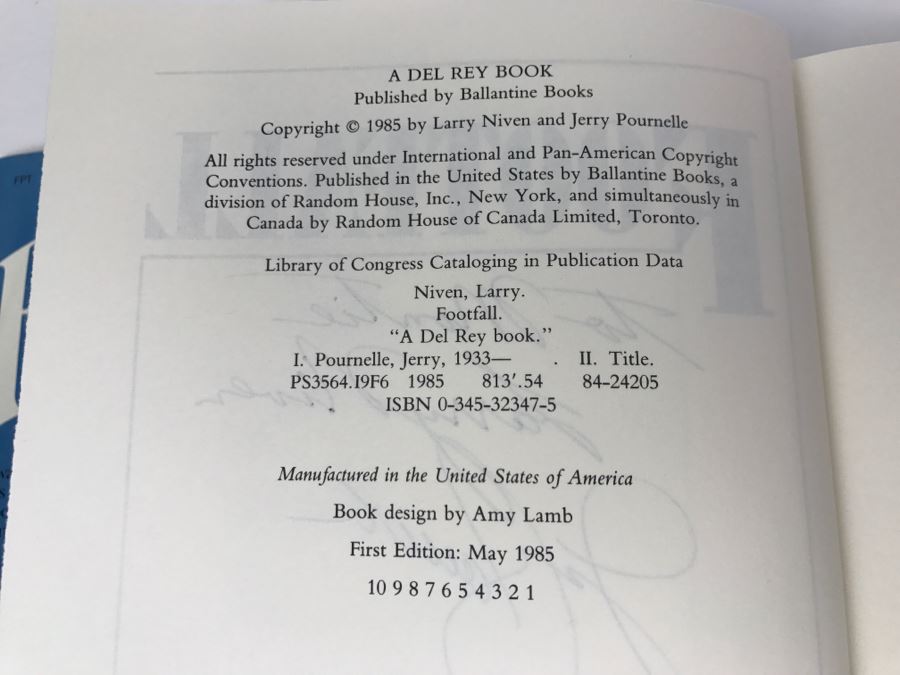 A DEL REY BOOK
Published by Ballantine Books
Copyright © 1985 by Larry Niven and Jerry Pournelle
All rights reserved under International and Pan-American Copyright
Conventions. Published in the United States by Ballantine Books, a
division of Random House, Inc., New York, and simultaneously in
Canada by Random House of Canada Limited, Toronto.
Library of Congress Cataloging in Publication Data
Niven, Larry.
Footfall.
“A Del Rey book.”
I. Pournelle, Jerry, 1933— . II. Title.
PS3564.I9F6 1985 813′.54 84-24205
ISBN 0-345-32347-5
Manufactured in the United States of America
Book design by Amy Lamb
First Edition: May 1985
10 9 8 7 6 5 4 3 2 1
FPT